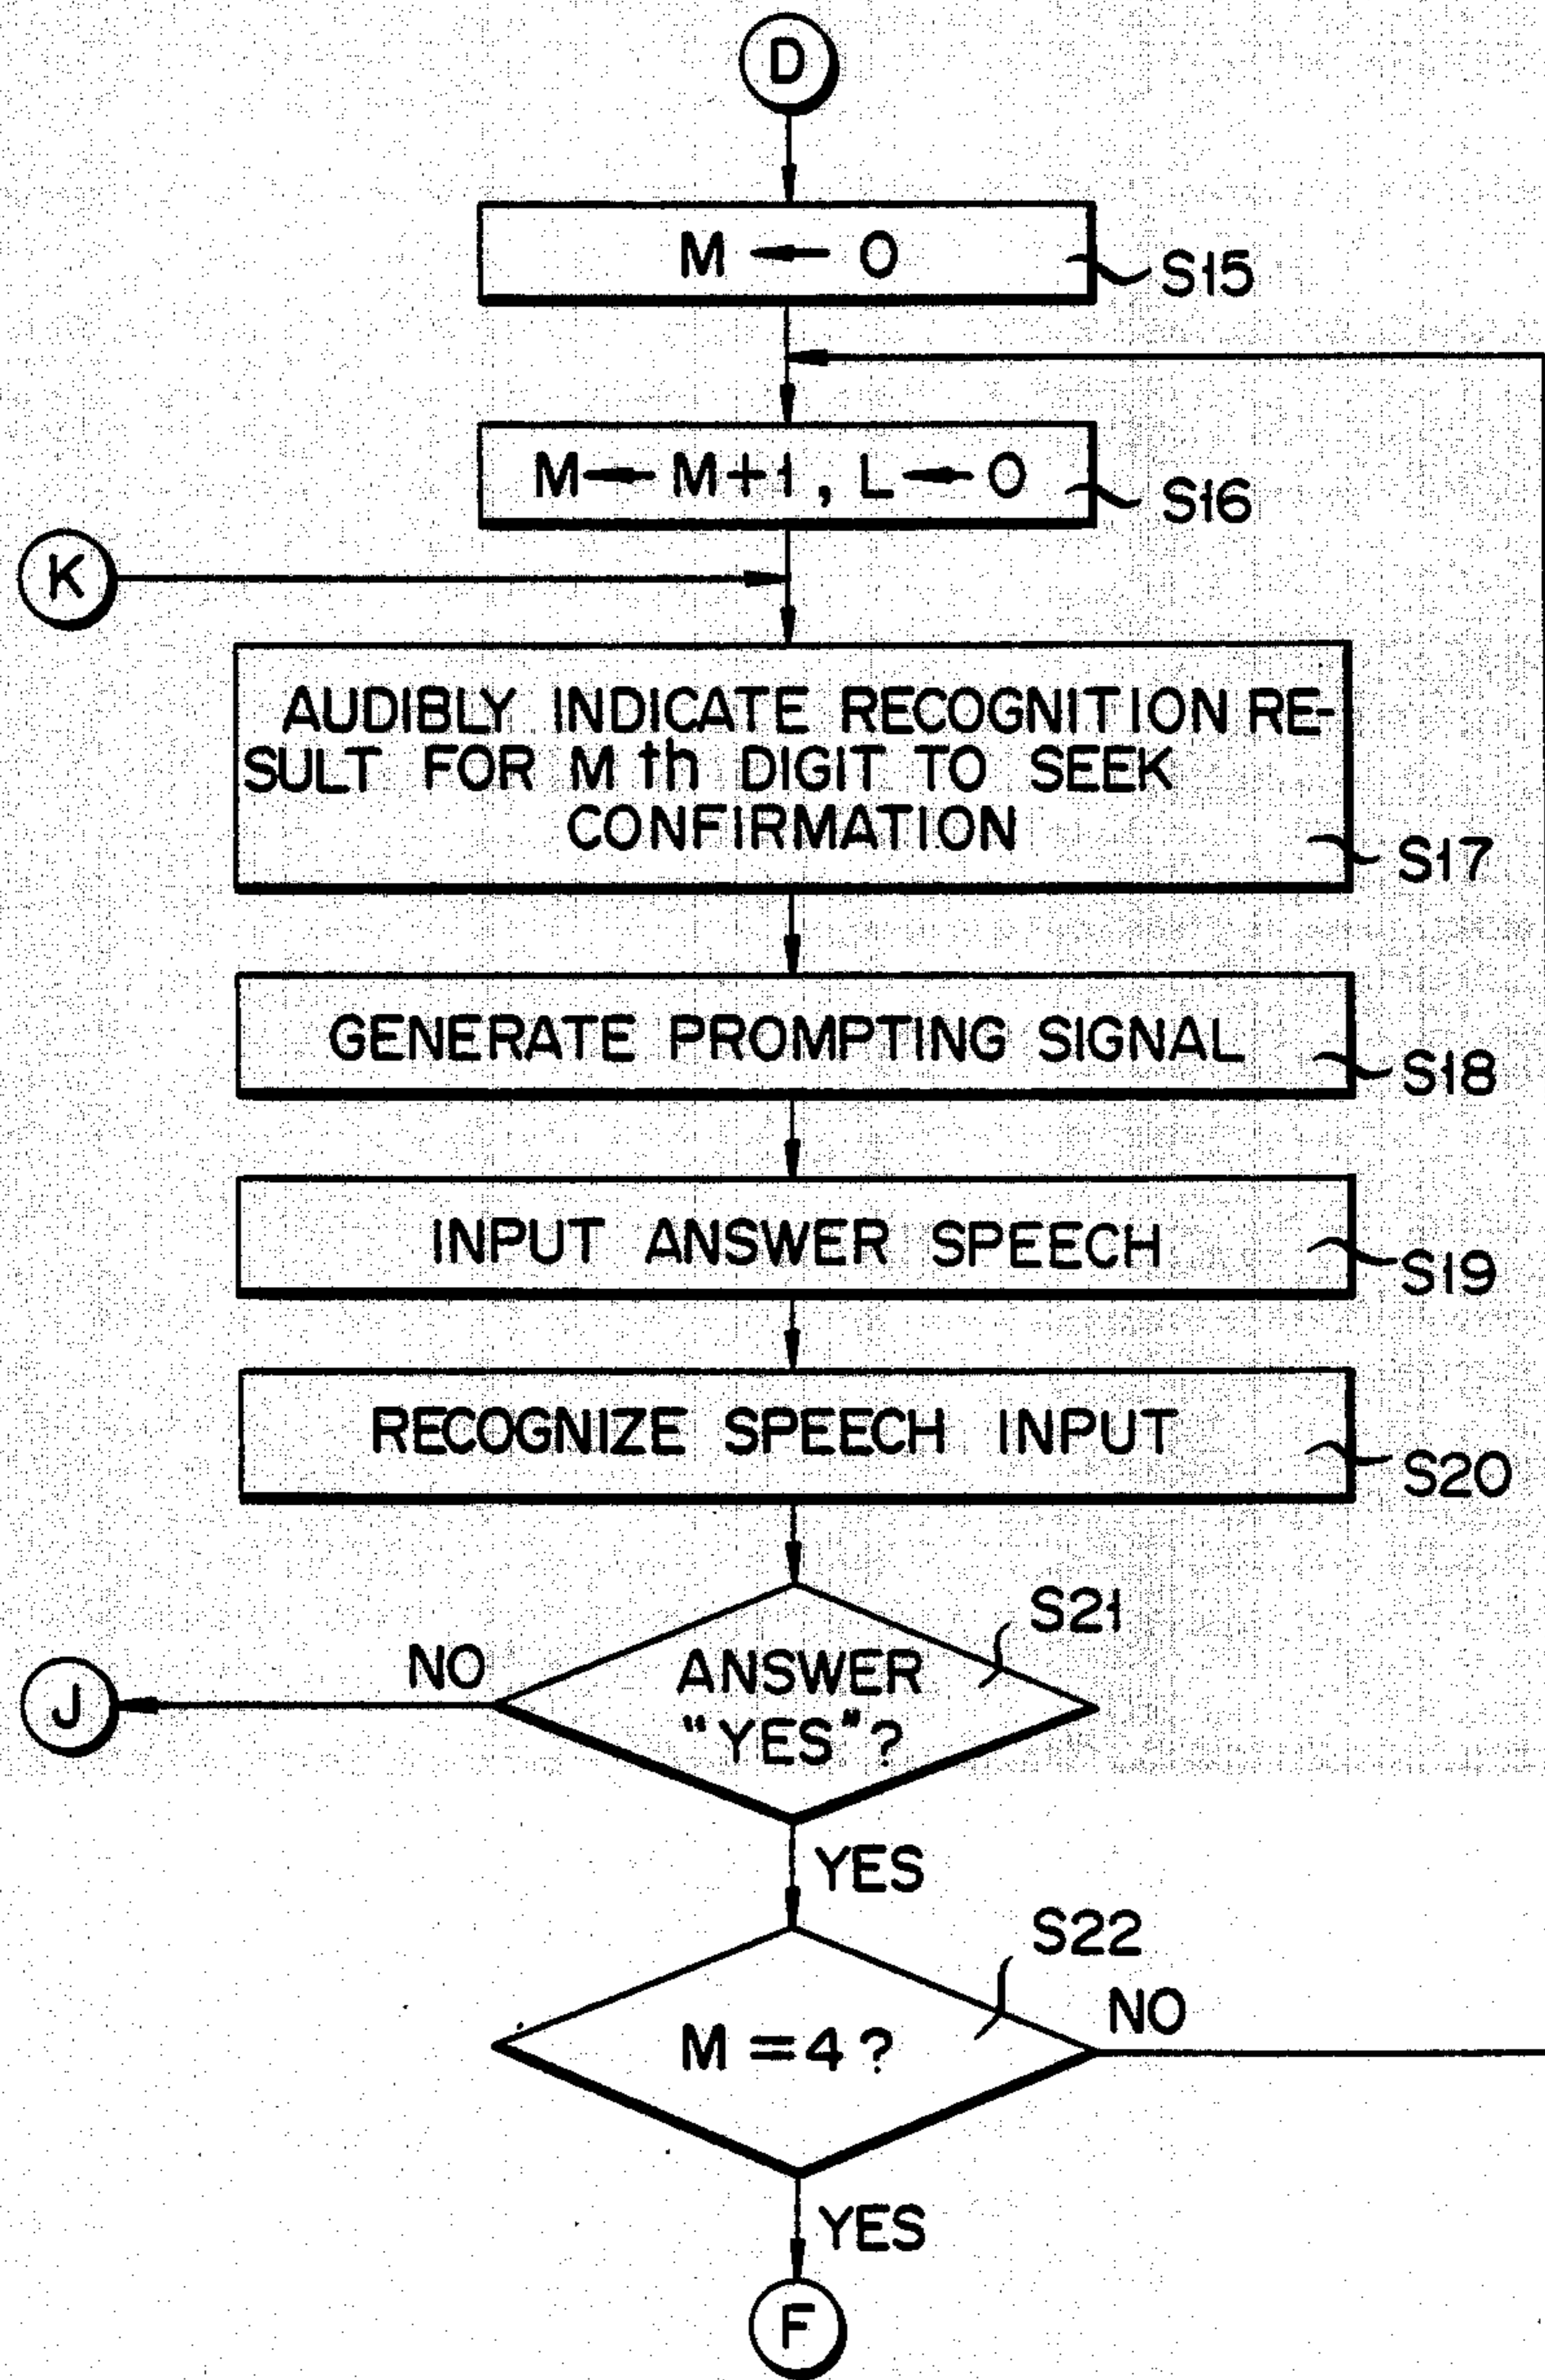 D
M ← 0
S15
M ← M+1, L ← 0
S16
K
AUDIBLY INDICATE RECOGNITION RE-
SULT FOR M th DIGIT TO SEEK
CONFIRMATION
S17
GENERATE PROMPTING SIGNAL
S18
INPUT ANSWER SPEECH
S19
RECOGNIZE SPEECH INPUT
S20
S21
NO
ANSWER
"YES"?
J
YES
S22
NO
M = 4 ?
YES
F